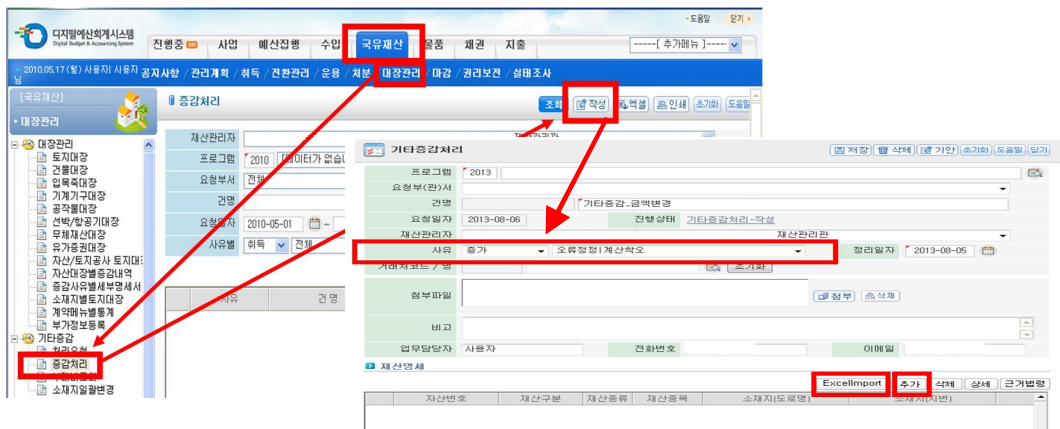 도움말 닫기
디지털예산회계시스템
Digital Budget & Accounting System
진행중 사업 예산집행 수입 국유재산 물품 채권 지출 -----[ 추가메뉴 ]-----
2010,05,17 (월) 사용자| 사용자님
공지사항 / 관리계획 / 취득 / 전환관리 / 운용 / 처분 / 대장관리 / 마감 / 권리보전 / 실태조사
[국유재산]
대장관리
증감처리
조회 작성 엑셀 인쇄 초기화 도움말
대장관리
토지대장
건물대장
입목죽대장
기계기구대장
공작물대장
선박/항공기대장
무체재산대장
유가증권대장
자산/토지공사 토지대
자산대장별증감내역
증감사유별세부명세서
소재지별토지대장
계약메뉴별통계
부가정보등록
기타증감
처리요청
증감처리
소재지일괄변경
재산관리자 재산관리관
프로그램 2010 데이터가 없습니
요청부서 전체
건명
요청일자 2010-05-01 ~
사유별 취득 전체
사유 건 명
기타증감처리
저장 삭제 기안 초기화 도움말 닫기
프로그램 2013
요청부(관)서
건명 기타증감_금액변경
요청일자 2013-08-06 진행상태 기타증감처리-작성
재산관리자 재산관리관
사유 증가 오류정정|계산착오 정리일자 2013-08-05
거래처코드 / 명 초기화
첨부파일 첨부 삭제
비고
업무담당자 사용자 전화번호 이메일
재산명세
ExcelImport 추가 삭제 상세 근거법령
자산번호 재산구분 재산종류 재산종목 소재지(도로명) 소재지(지번)